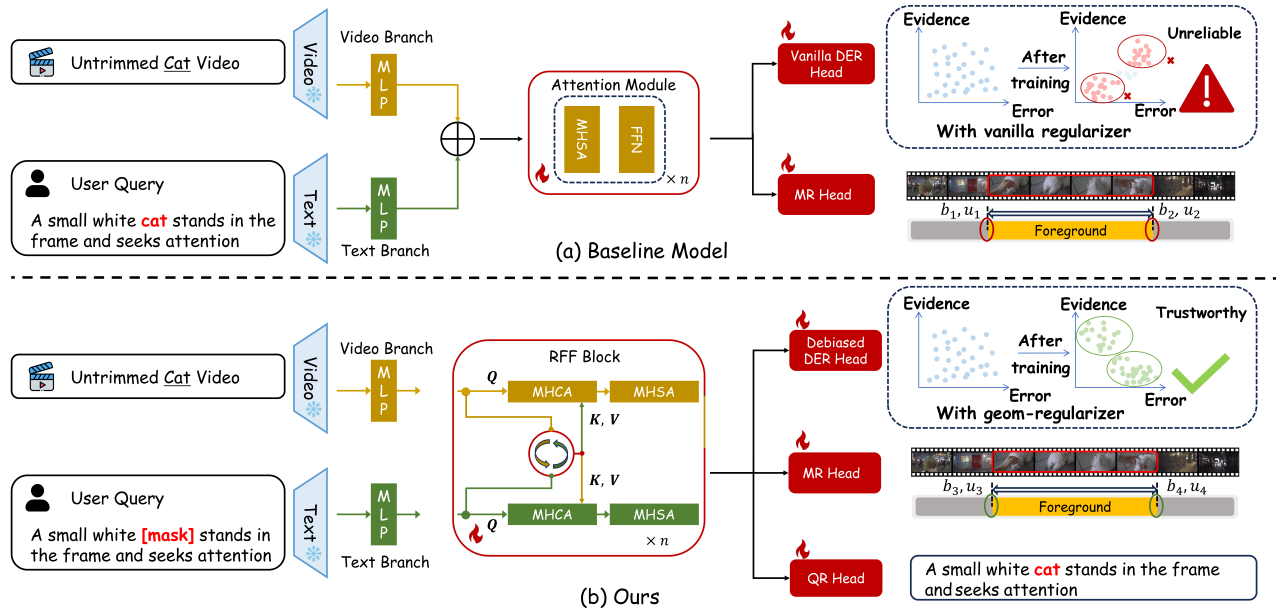 Untrimmed Cat Video
User Query
A small white cat stands in the
frame and seeks attention
Video
Text
Video Branch
MLP
MLP
Text Branch
Attention Module
MHSA
FFN
× n
Vanilla DER
Head
MR Head
Evidence
Evidence
Unreliable
After
training
Error
Error
With vanilla regularizer
b₁, u₁
b₂, u₂
Foreground
(a) Baseline Model
Untrimmed Cat Video
User Query
A small white [mask] stands in
the frame and seeks attention
Video
Text
Video Branch
MLP
MLP
Text Branch
RFF Block
Q
MHCA
MHSA
K, V
K, V
Q
MHCA
MHSA
× n
Debiased
DER Head
MR Head
QR Head
Evidence
Evidence
Trustworthy
After
training
Error
Error
With geom-regularizer
b₃, u₃
b₄, u₄
Foreground
A small white cat stands in the frame
and seeks attention
(b) Ours